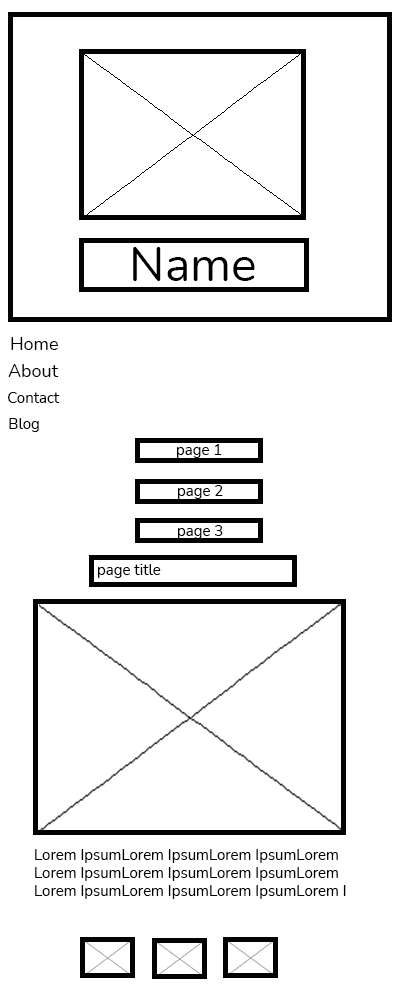 Name
Home
About
Contact
Blog
page 1
page 2
page 3
page title
Lorem IpsumLorem IpsumLorem IpsumLorem
Lorem IpsumLorem IpsumLorem IpsumLorem
Lorem IpsumLorem IpsumLorem IpsumLorem I